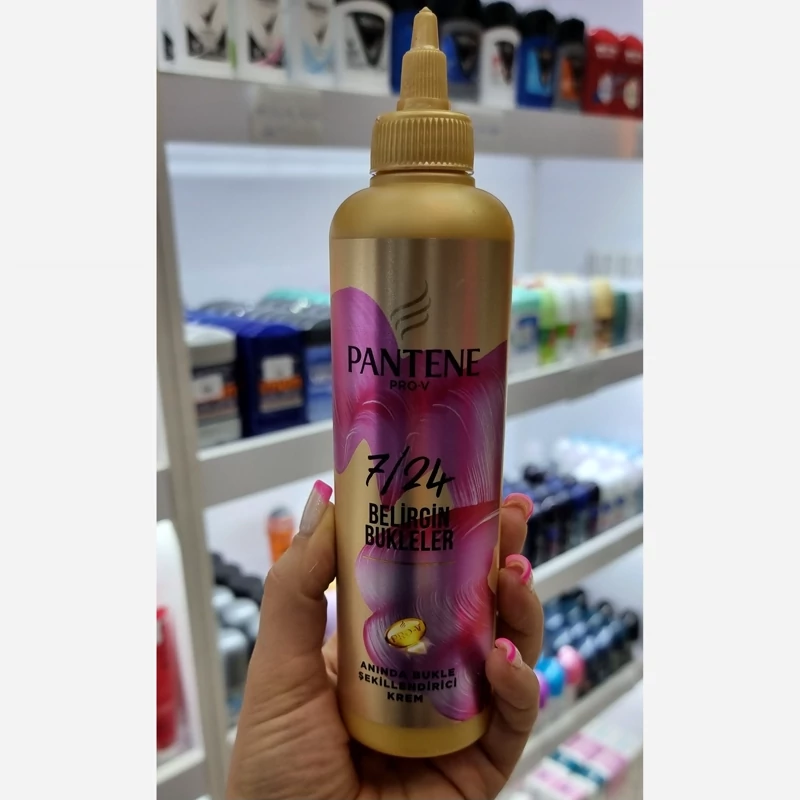 PANTENE
PRO-V
7/24
BELİRGİN
BUKLELER
ANINDA BUKLE
ŞEKİLLENDİRİCİ
KREM